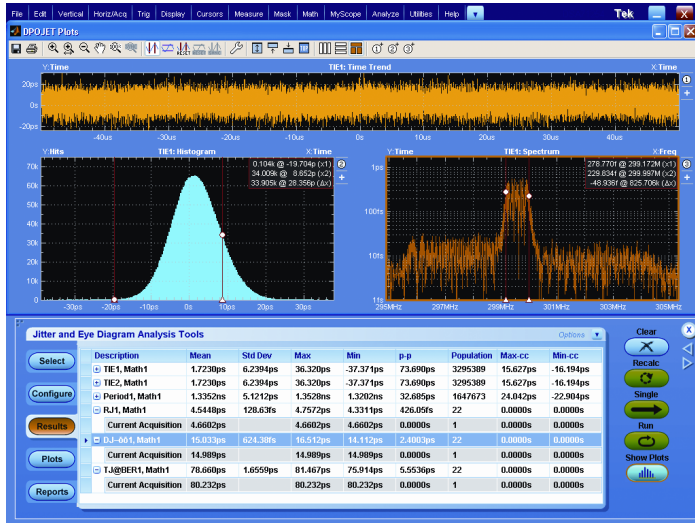 File Edit Vertical Horiz/Acq Trig Display Cursors Measure Mask Math MyScope Analyze Utilities Help Tek
DPOJET Plots
Y:Time TIE1: Time Trend X:Time
20ps
0s
-20ps
-40us -30us -20us -10us 0s 10us 20us 30us 40us
Y:Hits TIE1: Histogram X:Time
0.104k @ -19.704p (x1)
34.009k @ 8.652p (x2)
33.905k @ 28.356p (Δx)
70k
60k
50k
40k
30k
20k
10k
0
-30ps -20ps -10ps 0s 10ps 20ps 30ps
Y:Time TIE1: Spectrum X:Freq
278.770f @ 299.172M (x1)
229.834f @ 299.997M (x2)
-48.936f @ 825.706k (Δx)
1ps
100fs
10fs
1fs
295MHz 297MHz 299MHz 301MHz 303MHz 305MHz
1
2
3
Jitter and Eye Diagram Analysis Tools
Options
Clear
Select
Configure
Results
Plots
Reports
Description Mean Std Dev Max Min p-p Population Max-cc Min-cc
TIE1, Math1 1.7230ps 6.2394ps 36.320ps -37.371ps 73.690ps 3295389 15.627ps -16.194ps
TIE2, Math1 1.7230ps 6.2394ps 36.320ps -37.371ps 73.690ps 3295389 15.627ps -16.194ps
Period1, Math1 1.3352ns 5.1212ps 1.3528ns 1.3202ns 32.685ps 1647673 24.042ps -22.904ps
RJ1, Math1 4.5448ps 128.63fs 4.7572ps 4.3311ps 426.05fs 22 0.0000s 0.0000s
Current Acquisition 4.6602ps 4.6602ps 4.6602ps 0.0000s 1 0.0000s 0.0000s
DJ-δδ1, Math1 15.033ps 624.30fs 16.512ps 14.112ps 2.4003ps 22 0.0000s 0.0000s
Current Acquisition 14.989ps 14.989ps 14.989ps 0.0000s 1 0.0000s 0.0000s
TJ@BER1, Math1 78.660ps 1.6559ps 81.467ps 75.914ps 5.5536ps 22 0.0000s 0.0000s
Current Acquisition 80.232ps 80.232ps 80.232ps 0.0000s 1 0.0000s 0.0000s
Recalc
Single
Run
Show Plots